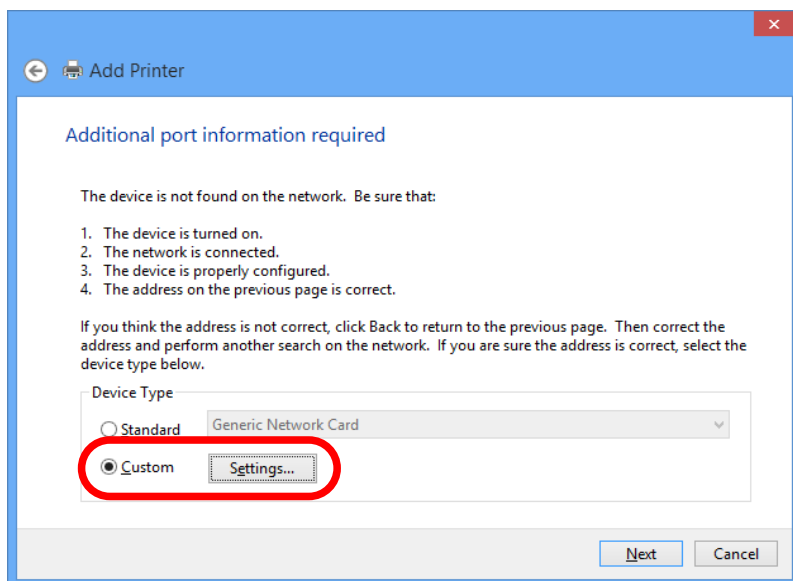 Add Printer
Additional port information required
The device is not found on the network. Be sure that:
1. The device is turned on.
2. The network is connected.
3. The device is properly configured.
4. The address on the previous page is correct.
If you think the address is not correct, click Back to return to the previous page. Then correct the
address and perform another search on the network. If you are sure the address is correct, select the
device type below.
Device Type
Standard Generic Network Card
Custom Settings...
Next Cancel